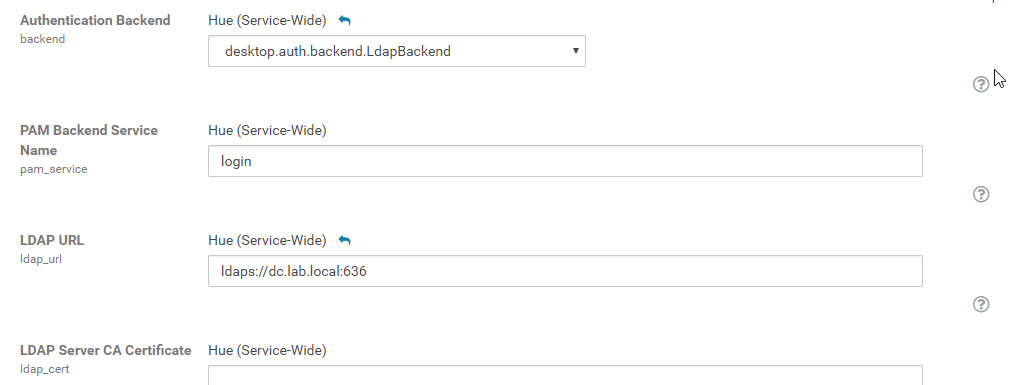 Authentication Backend
Hue (Service-Wide)
backend
desktop.auth.backend.LdapBackend
PAM Backend Service
Name
Hue (Service-Wide)
pam_service
login
LDAP URL
Hue (Service-Wide)
ldap_url
ldaps://dc.lab.local:636
LDAP Server CA Certificate
Hue (Service-Wide)
ldap_cert